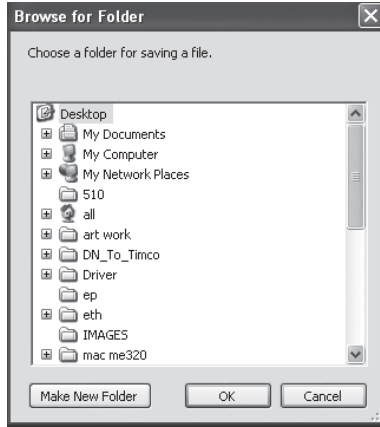 Browse for Folder
Choose a folder for saving a file.
Desktop
My Documents
My Computer
My Network Places
510
all
art work
DN_To_Timco
Driver
ep
eth
IMAGES
mac me320
Make New Folder OK Cancel